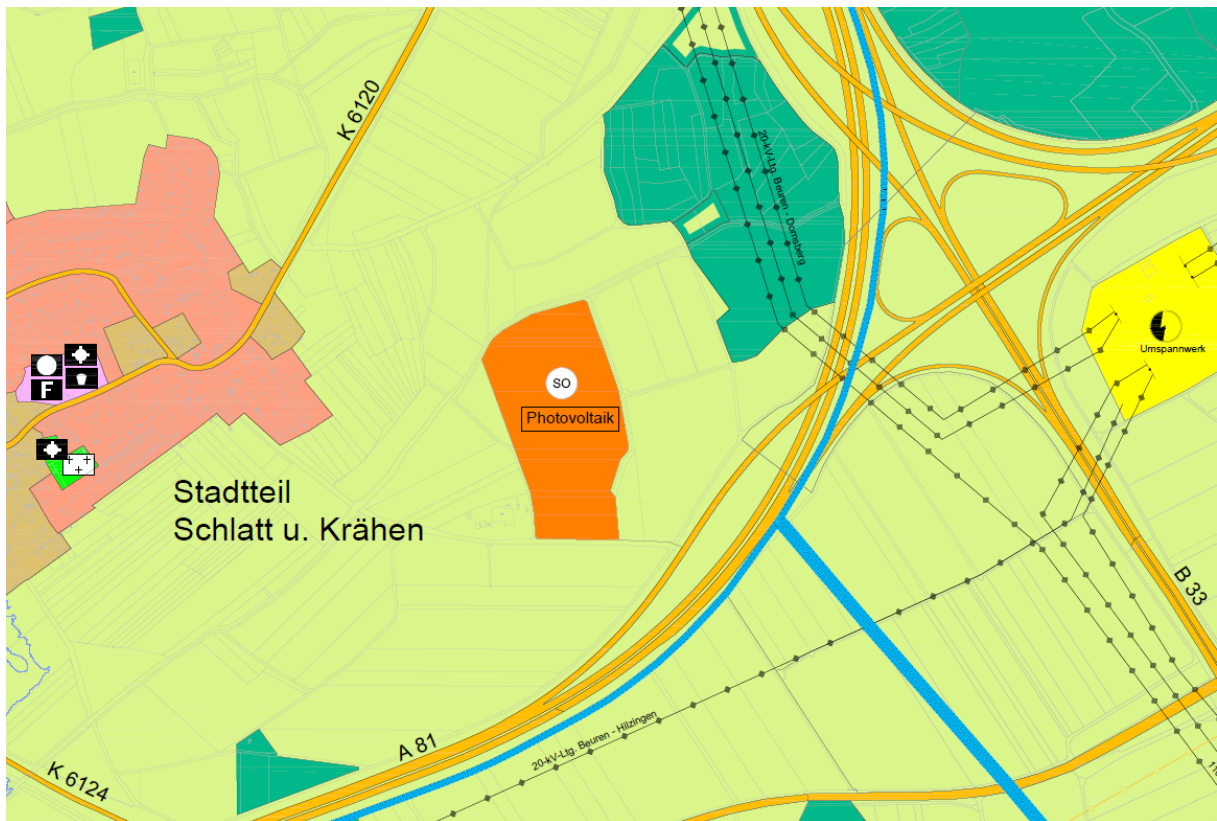 K 6120
20-kV-Ltg. Beuren - Dornsberg
Umspannwerk
SO
Photovoltaik
F
Stadtteil
Schlatt u. Krähen
B 33
20-kV-Ltg. Beuren - Hilzingen
A 81
K 6124